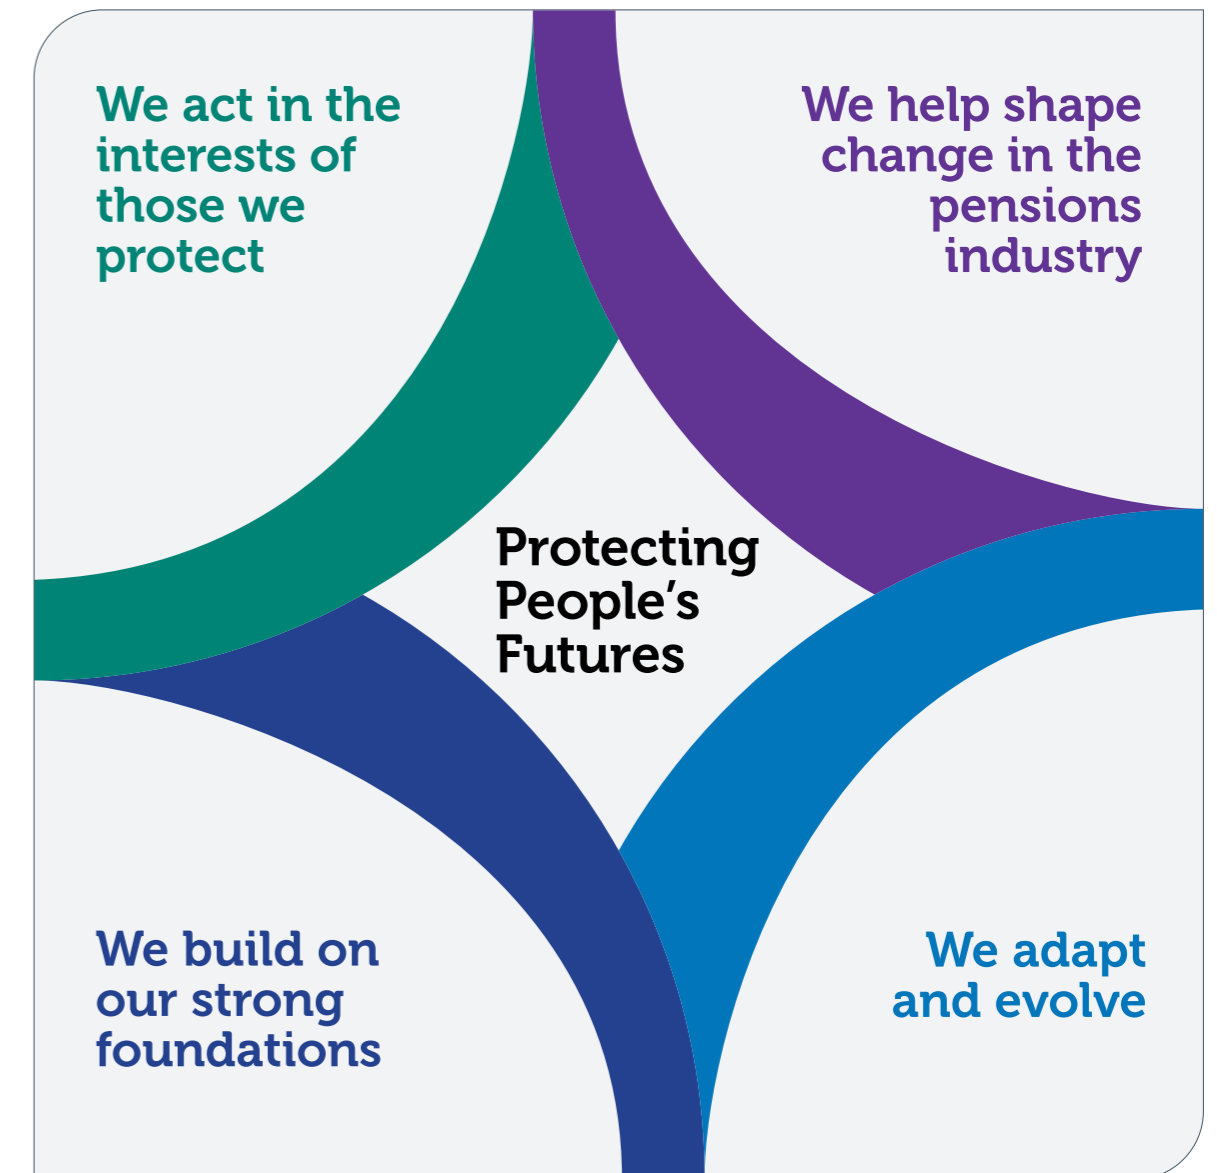 We act in the
interests of
those we
protect
We help shape
change in the
pensions
industry
Protecting
People’s
Futures
We build on
our strong
foundations
We adapt
and evolve